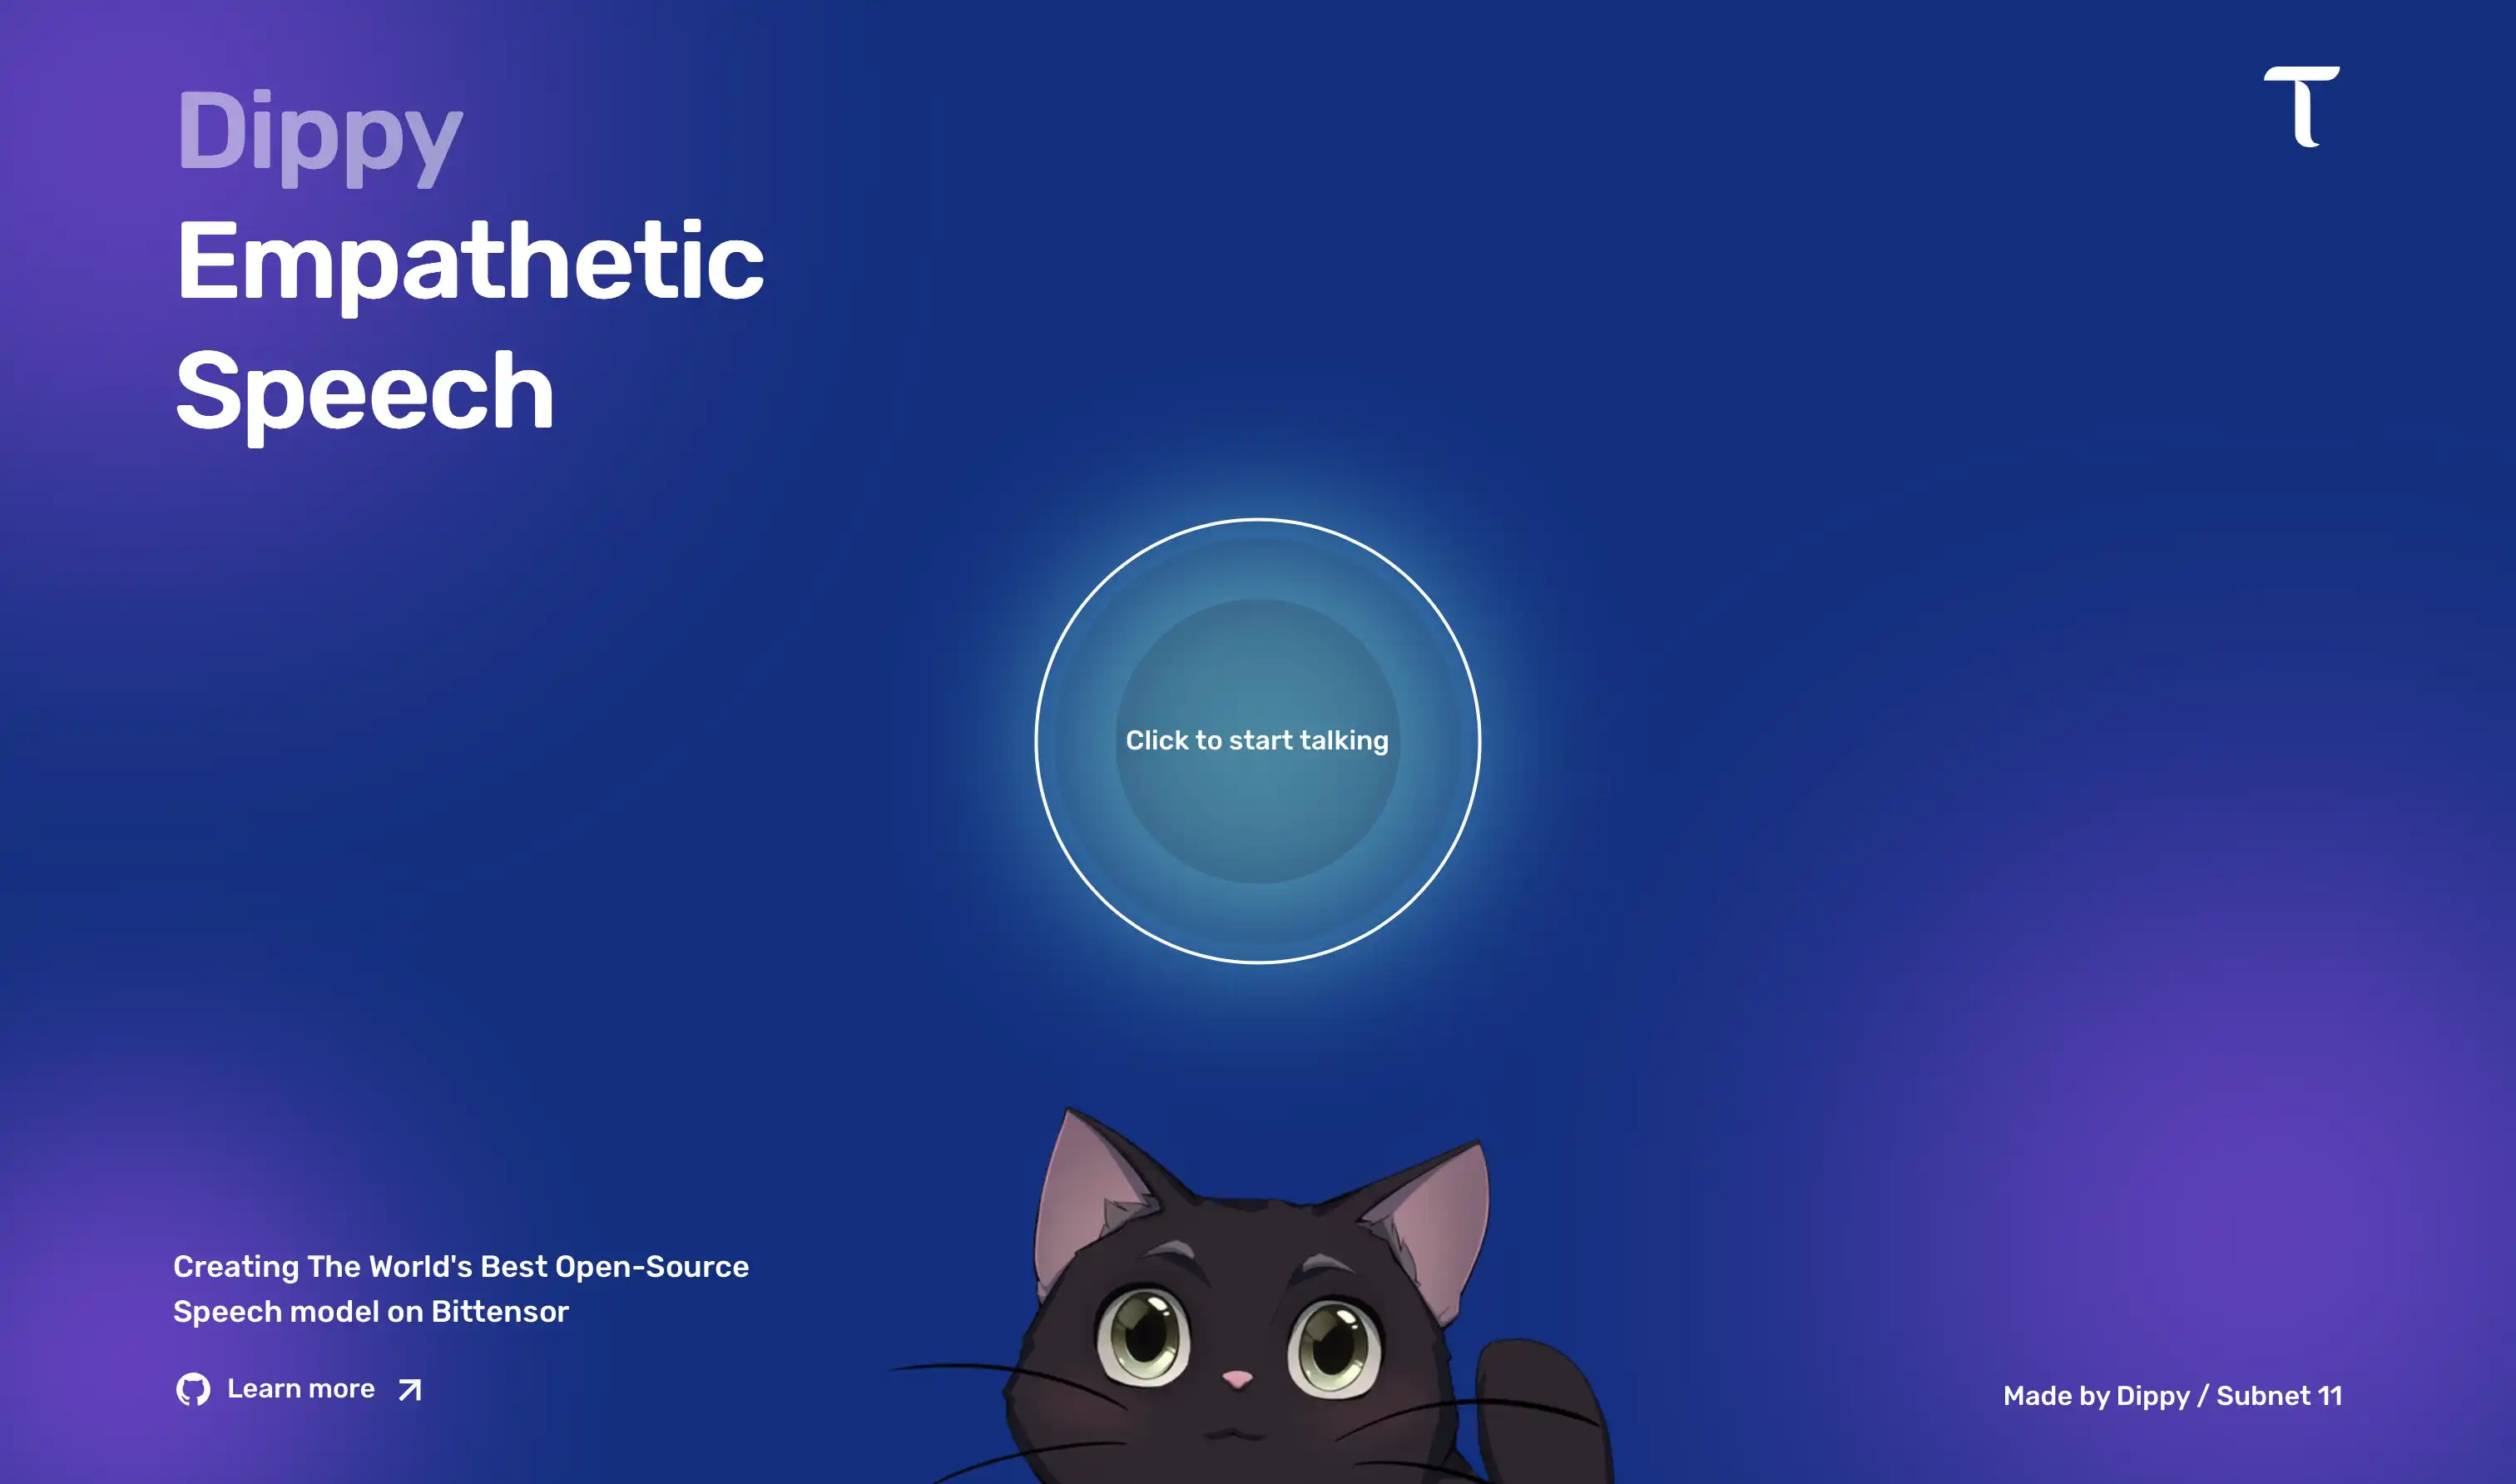 Dippy
Empathetic
Speech
Click to start talking
Creating The World's Best Open-Source
Speech model on Bittensor
Learn more
Made by Dippy / Subnet 11